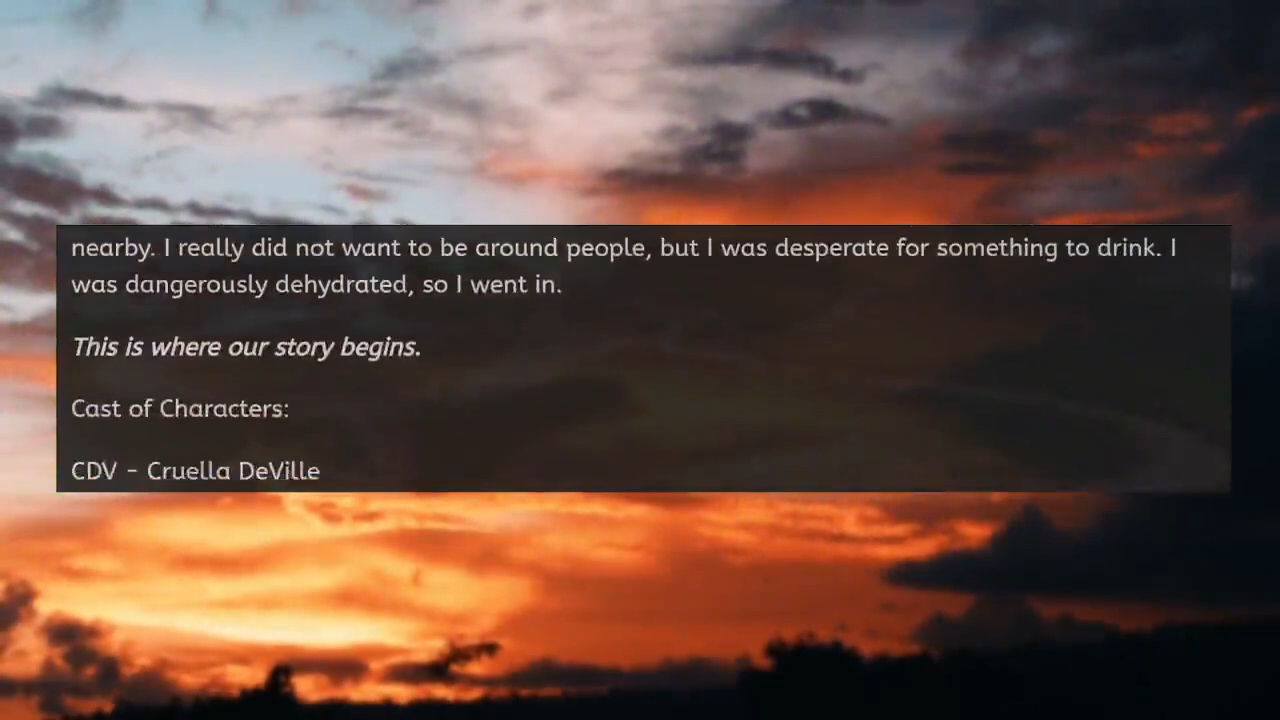 nearby. I really did not want to be around people, but I was desperate for something to drink. I
was dangerously dehydrated, so I went in.
This is where our story begins.
Cast of Characters:
CDV - Cruella DeVille